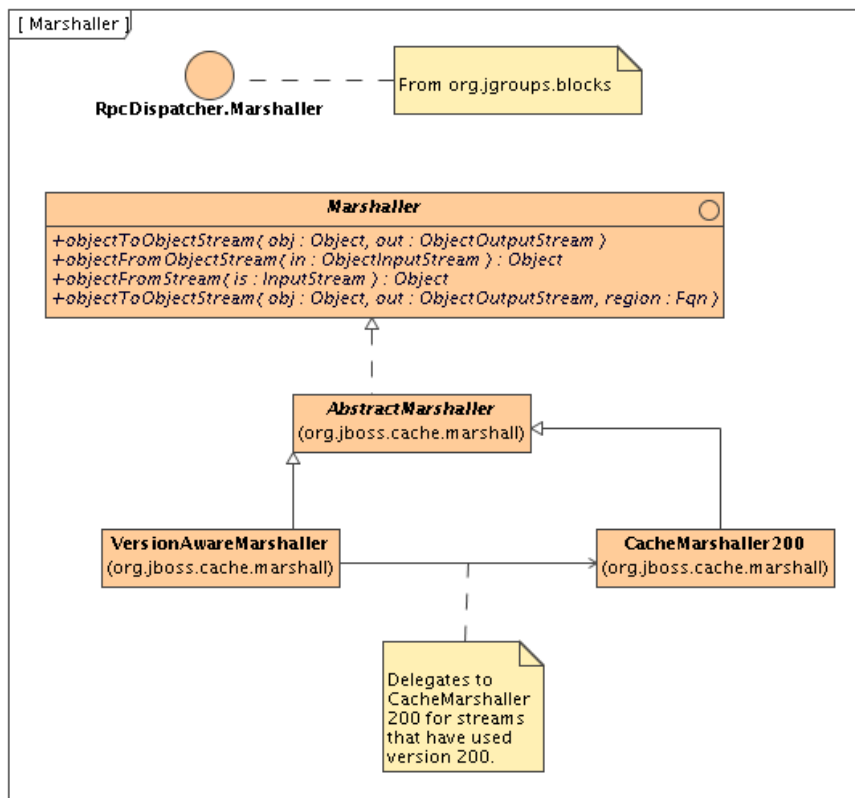 [ Marshaller ]
From org.jgroups.blocks
RpcDispatcher.Marshaller
Marshaller
+objectToObjectStream( obj : Object, out : ObjectOutputStream )
+objectFromObjectStream( in : ObjectInputStream ) : Object
+objectFromStream( is : InputStream ) : Object
+objectToObjectStream( obj : Object, out : ObjectOutputStream, region : Fqn )
AbstractMarshaller
(org.jboss.cache.marshall)
VersionAwareMarshaller
(org.jboss.cache.marshall)
CacheMarshaller200
(org.jboss.cache.marshall)
Delegates to
CacheMarshaller
200 for streams
that have used
version 200.